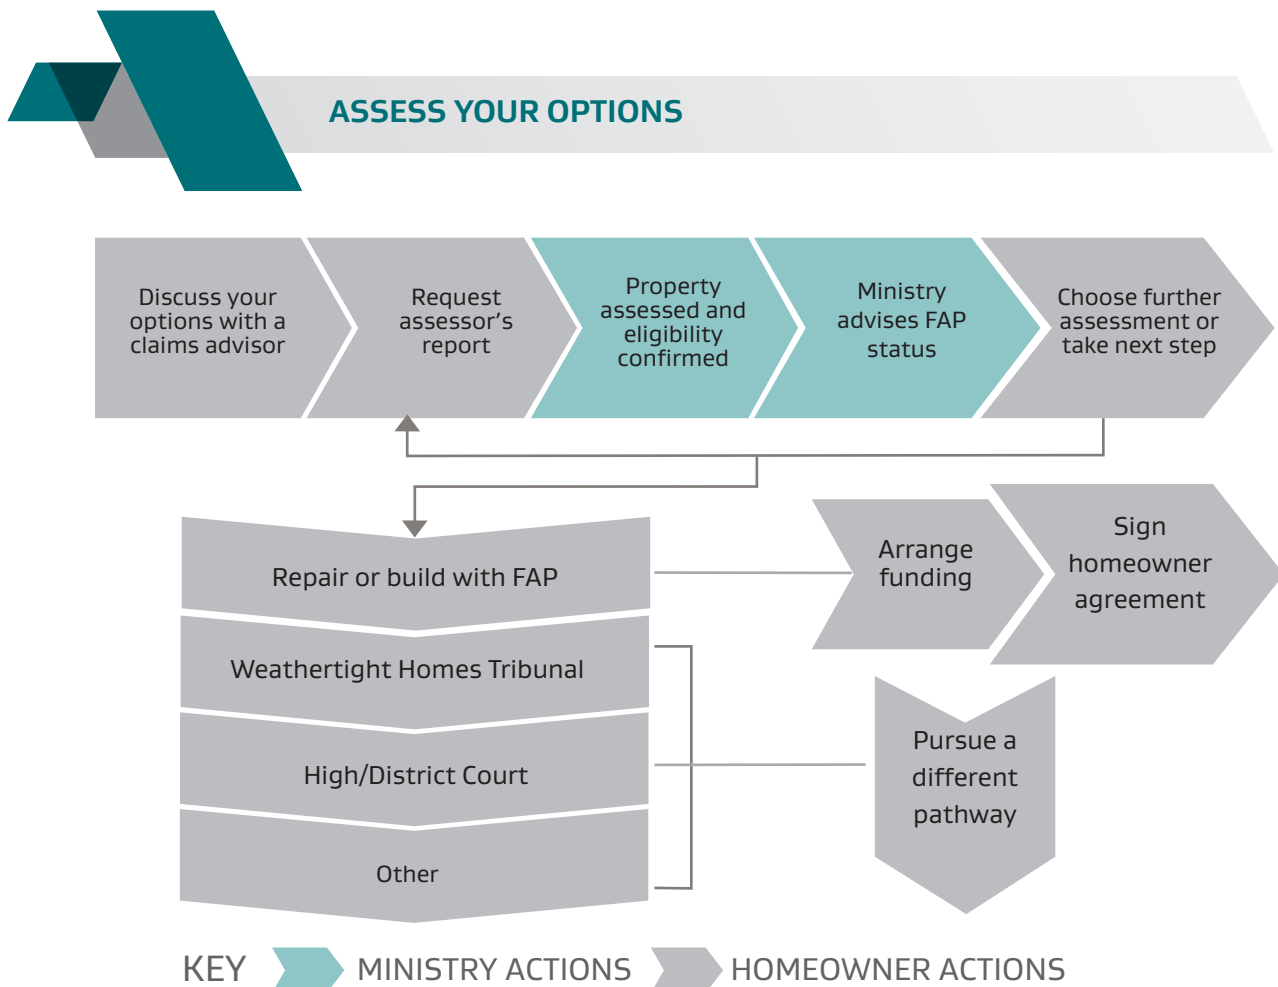 ASSESS YOUR OPTIONS
Discuss your
options with a
claims advisor
Request
assessor's
report
Property
assessed and
eligibility
confirmed
Ministry
advises FAP
status
Choose further
assessment or
take next step
Repair or build with FAP
Arrange
funding
Sign
homeowner
agreement
Weathertight Homes Tribunal
High/District Court
Other
Pursue a
different
pathway
KEY MINISTRY ACTIONS HOMEOWNER ACTIONS